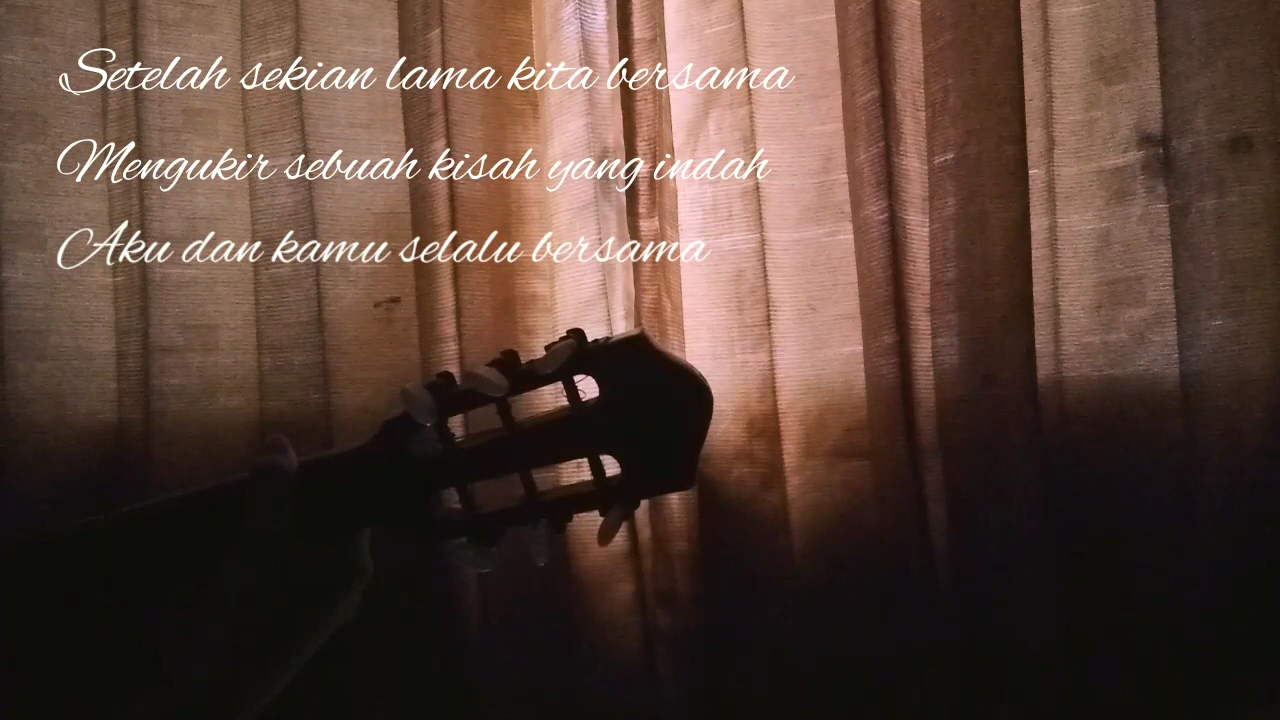 Setelah sekian lama kita bersama
Mengukir sebuah kisah yang indah
Aku dan kamu selalu bersama